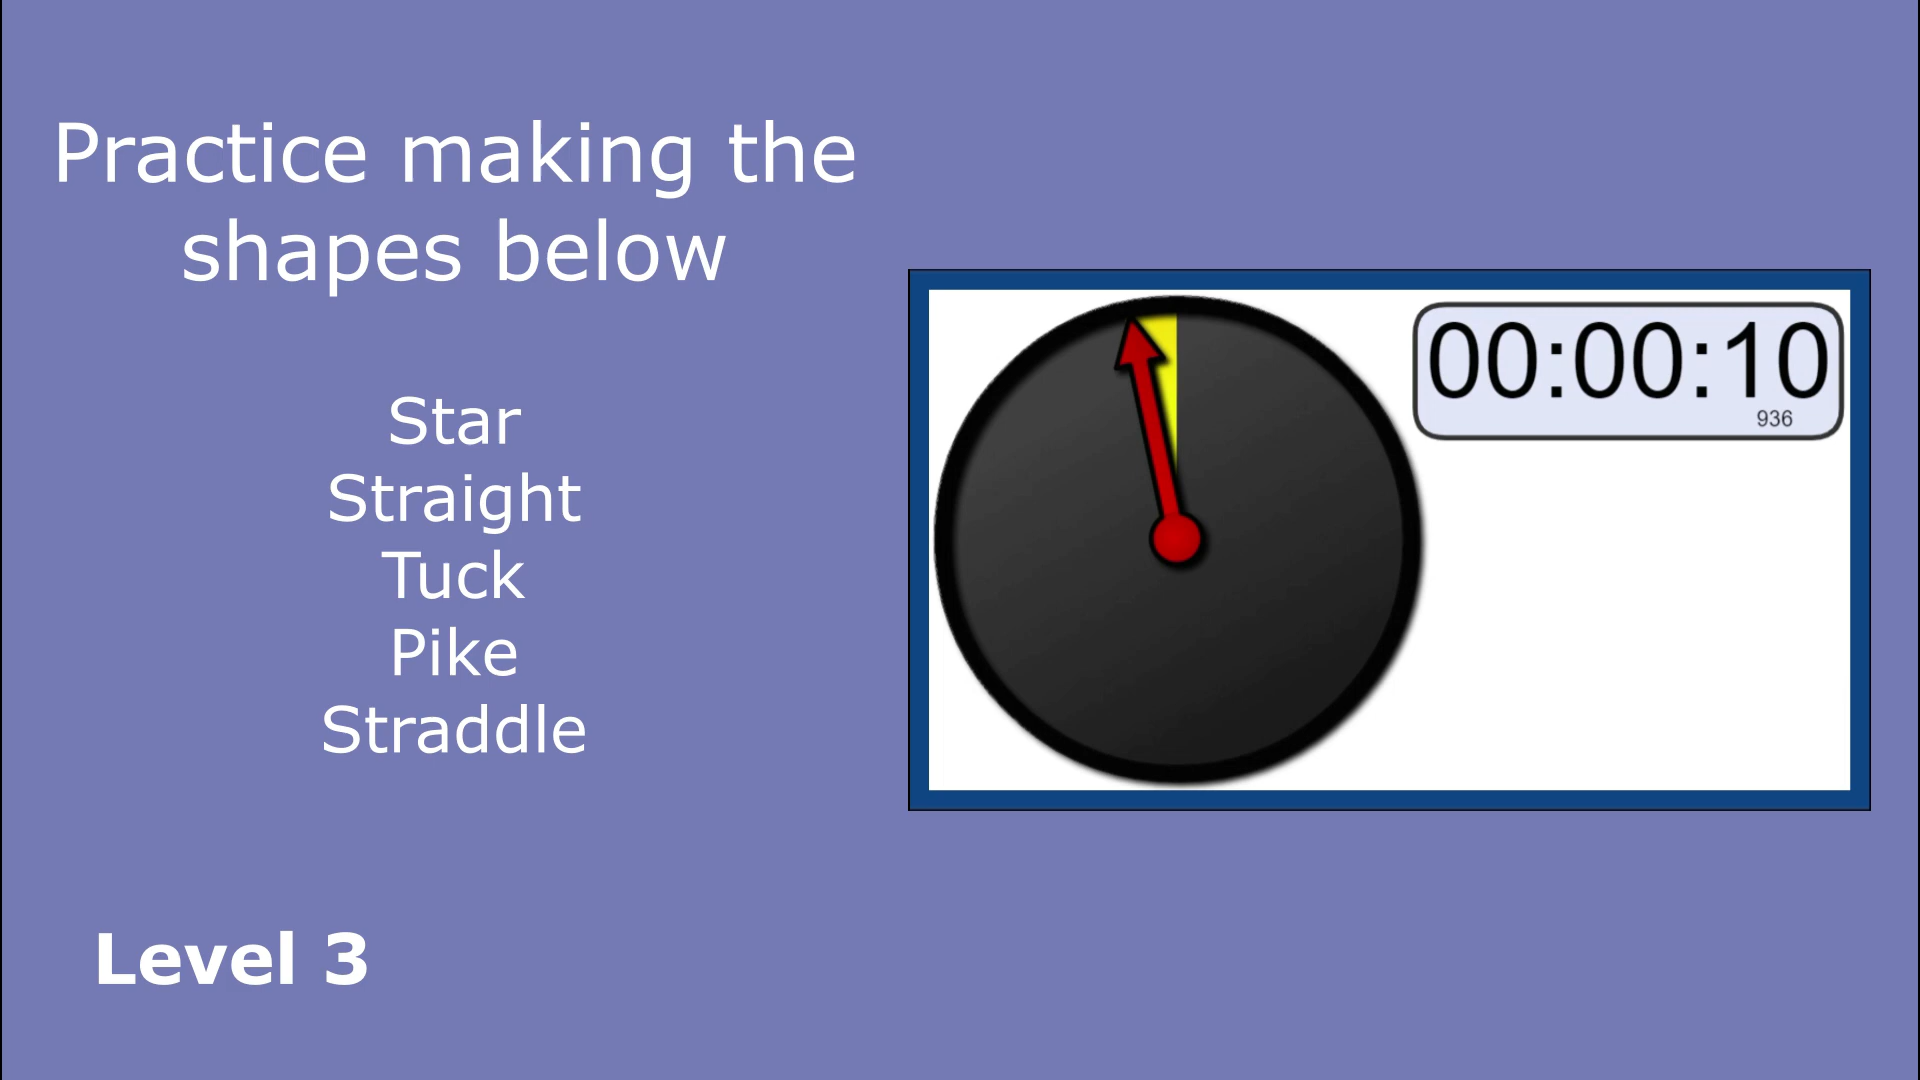 Practice making the
shapes below
Star
Straight
Tuck
Pike
Straddle
Level 3
00:00:10
936